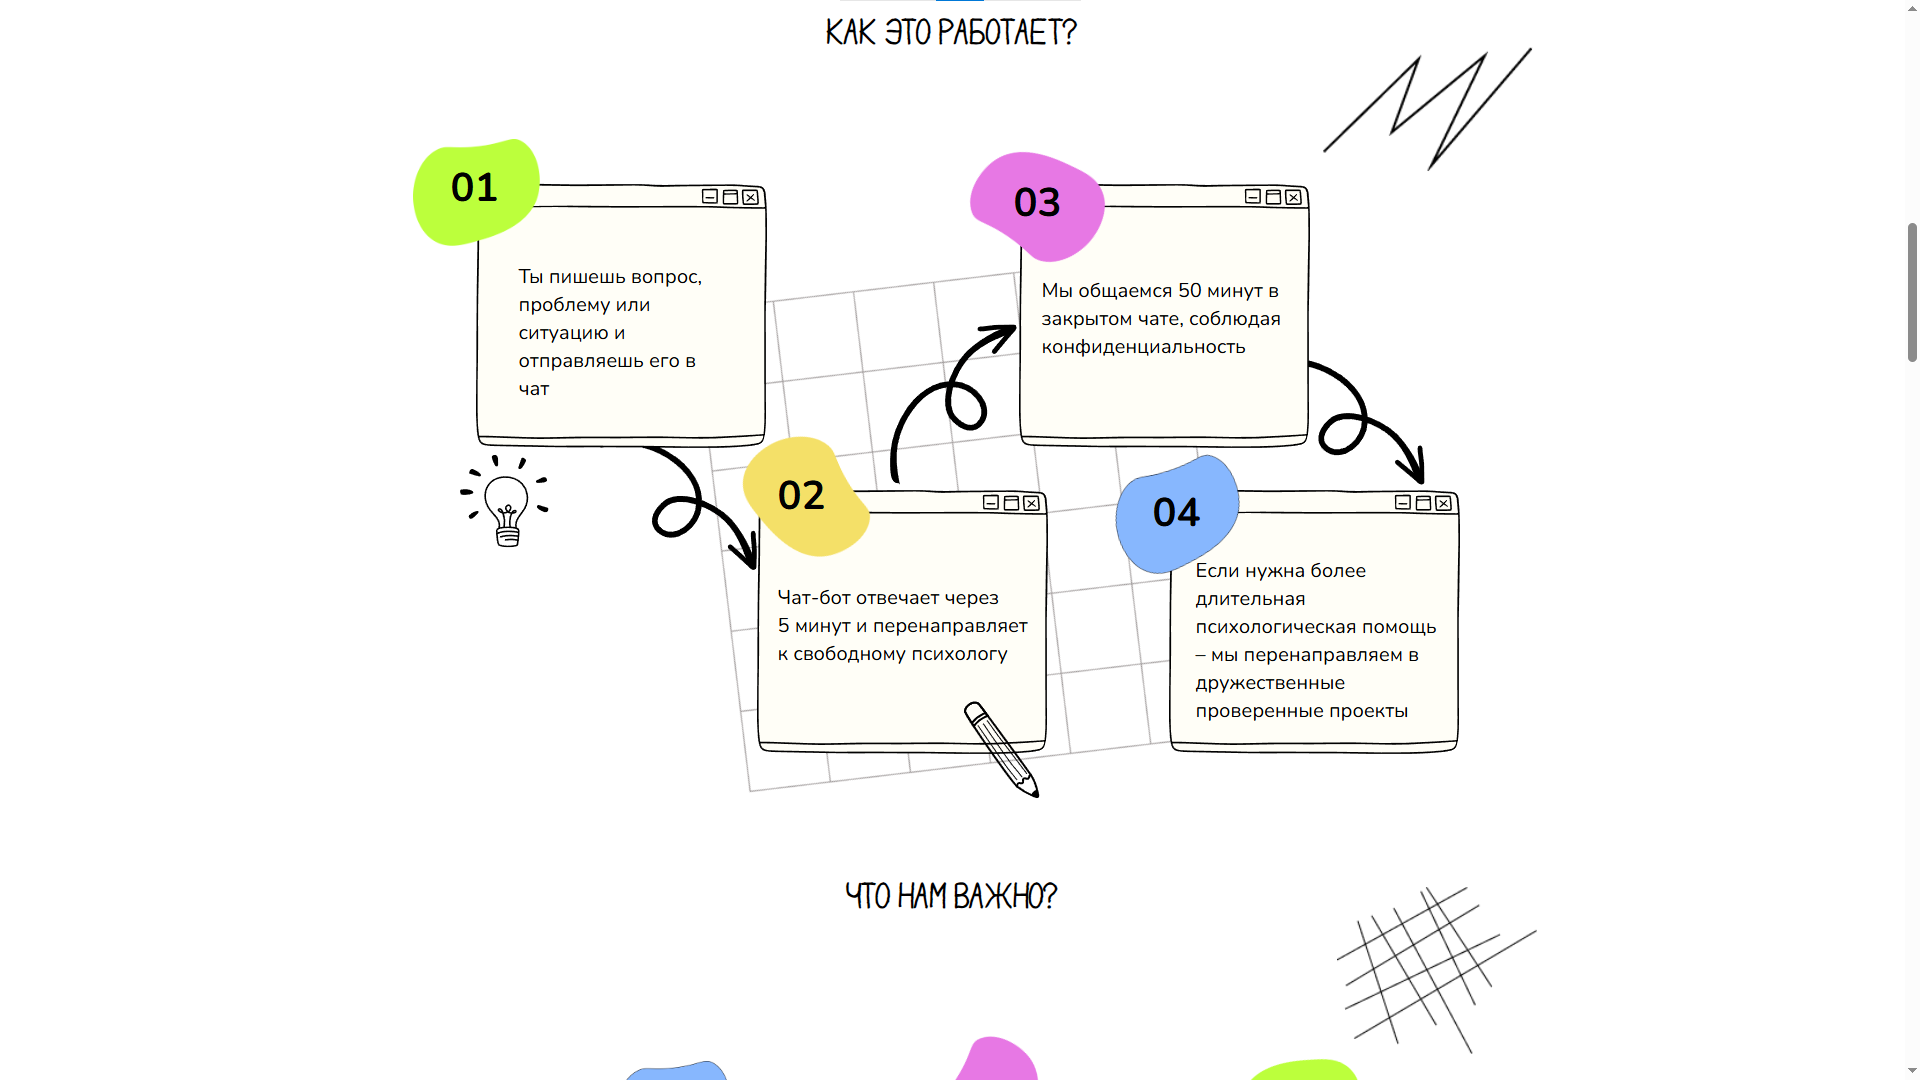 КАК ЭТО РАБОТАЕТ?
01
Ты пишешь вопрос,
проблему или
ситуацию и
отправляешь его в
чат
02
Чат-бот отвечает через
5 минут и перенаправляет
к свободному психологу
03
Мы общаемся 50 минут в
закрытом чате, соблюдая
конфиденциальность
04
Если нужна более
длительная
психологическая помощь
– мы перенаправляем в
дружественные
проверенные проекты
ЧТО НАМ ВАЖНО?